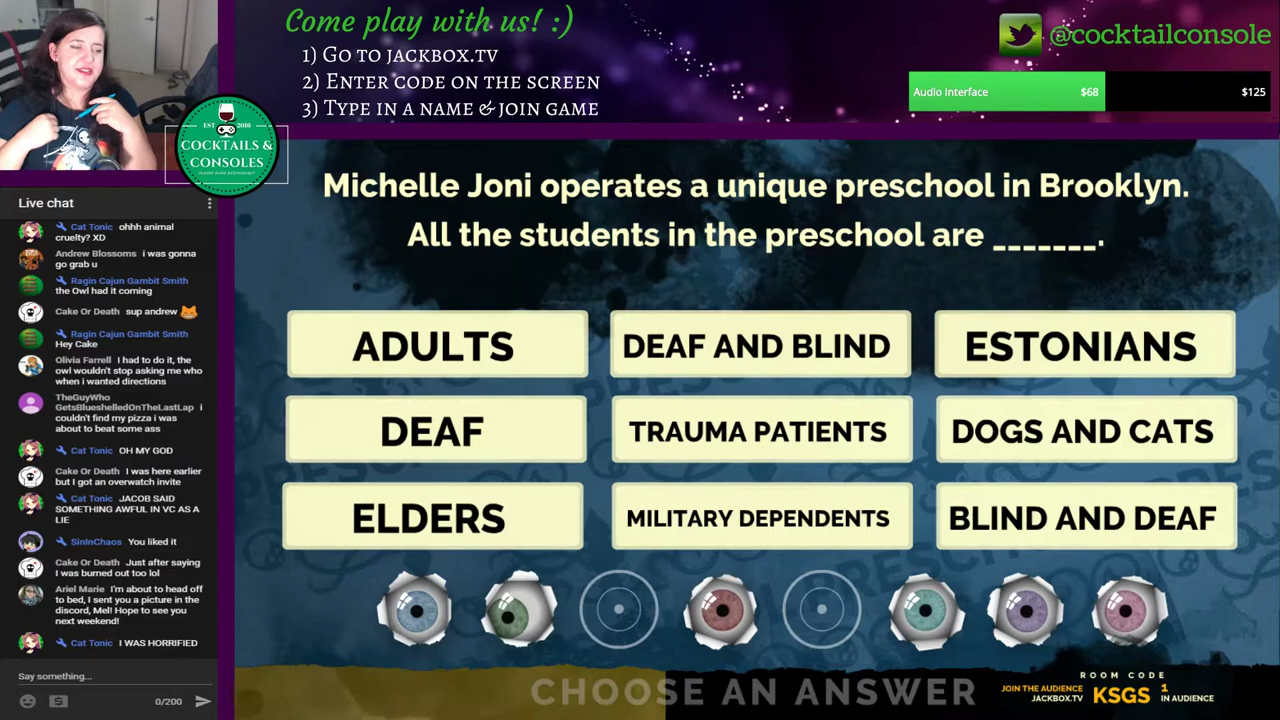 Come play with us! :)
1) Go to jackbox.tv
2) Enter code on the screen
3) Type in a name & join game
@cocktailconsole
Audio Interface $68 $125
EST 2016
COCKTAILS &
CONSOLES
PLEASE GAME RESPONSIBLY
Live chat
Cat Tonic ohhh animal
cruelty? XD
Andrew Blossoms i was gonna
go grab u
Ragin Cajun Gambit Smith
the Owl had it coming
Cake Or Death sup andrew
Ragin Cajun Gambit Smith
Hey Cake
Olivia Farrell I had to do it, the
owl wouldn't stop asking me who
when i wanted directions
TheGuyWho
GetsBlueshelledOnTheLastLap i
couldn't find my pizza i was
about to beat some ass
Cat Tonic OH MY GOD
Cake Or Death I was here earlier
but I got an overwatch invite
Cat Tonic JACOB SAID
SOMETHING AWFUL IN VC AS A
LIE
SinInChaos You liked it
Cake Or Death Just after saying
I was burned out too lol
Ariel Marie I'm about to head off
to bed, I sent you a picture in the
discord, Mel! Hope to see you
next weekend!
Cat Tonic I WAS HORRIFIED
Say something...
0/200
Michelle Joni operates a unique preschool in Brooklyn.
All the students in the preschool are _______.
ADULTS
DEAF AND BLIND
ESTONIANS
DEAF
TRAUMA PATIENTS
DOGS AND CATS
ELDERS
MILITARY DEPENDENTS
BLIND AND DEAF
CHOOSE AN ANSWER
ROOM CODE
JOIN THE AUDIENCE
JACKBOX.TV
KSGS
1
IN AUDIENCE